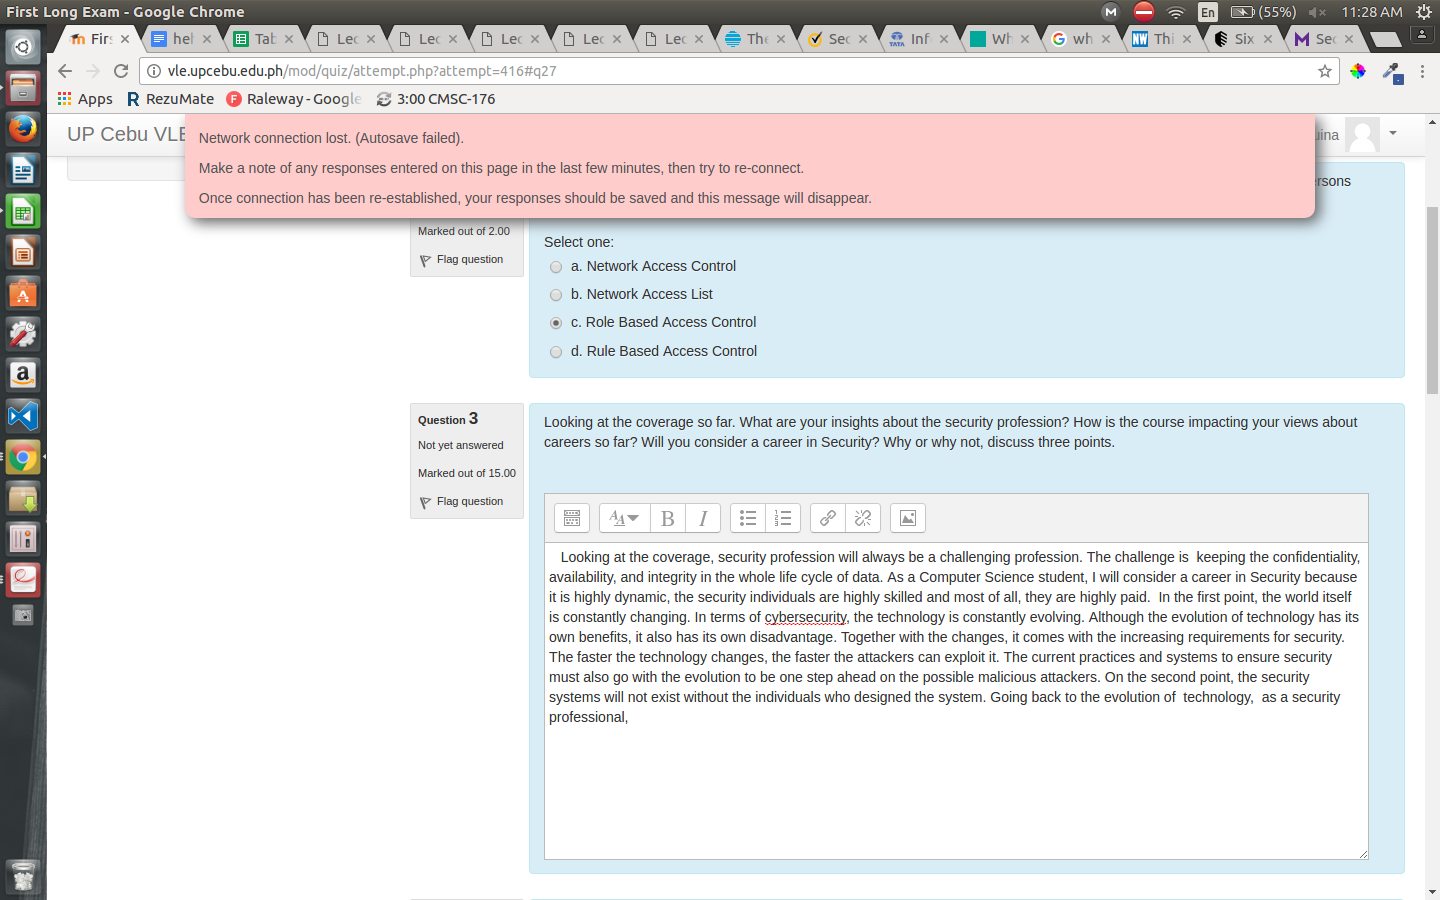 First Long Exam - Google Chrome
M En (55%) 11:28 AM
Firs hel Tab Lec Lec Lec Lec Lec The Sec Inf Wh wh Thi Six Sec
vle.upcebu.edu.ph/mod/quiz/attempt.php?attempt=416#q27
Apps RezuMate Raleway - Google 3:00 CMSC-176
UP Cebu VLE
Network connection lost. (Autosave failed).
Make a note of any responses entered on this page in the last few minutes, then try to re-connect.
Once connection has been re-established, your responses should be saved and this message will disappear.
uina
ersons
Marked out of 2.00
Flag question
Select one:
a. Network Access Control
b. Network Access List
c. Role Based Access Control
d. Rule Based Access Control
Question 3
Not yet answered
Marked out of 15.00
Flag question
Looking at the coverage so far. What are your insights about the security profession? How is the course impacting your views about
careers so far? Will you consider a career in Security? Why or why not, discuss three points.
Looking at the coverage, security profession will always be a challenging profession. The challenge is  keeping the confidentiality,
availability, and integrity in the whole life cycle of data. As a Computer Science student, I will consider a career in Security because
it is highly dynamic, the security individuals are highly skilled and most of all, they are highly paid.  In the first point, the world itself
is constantly changing. In terms of cybersecurity, the technology is constantly evolving. Although the evolution of technology has its
own benefits, it also has its own disadvantage. Together with the changes, it comes with the increasing requirements for security.
The faster the technology changes, the faster the attackers can exploit it. The current practices and systems to ensure security
must also go with the evolution to be one step ahead on the possible malicious attackers. On the second point, the security
systems will not exist without the individuals who designed the system. Going back to the evolution of  technology,  as a security
professional,